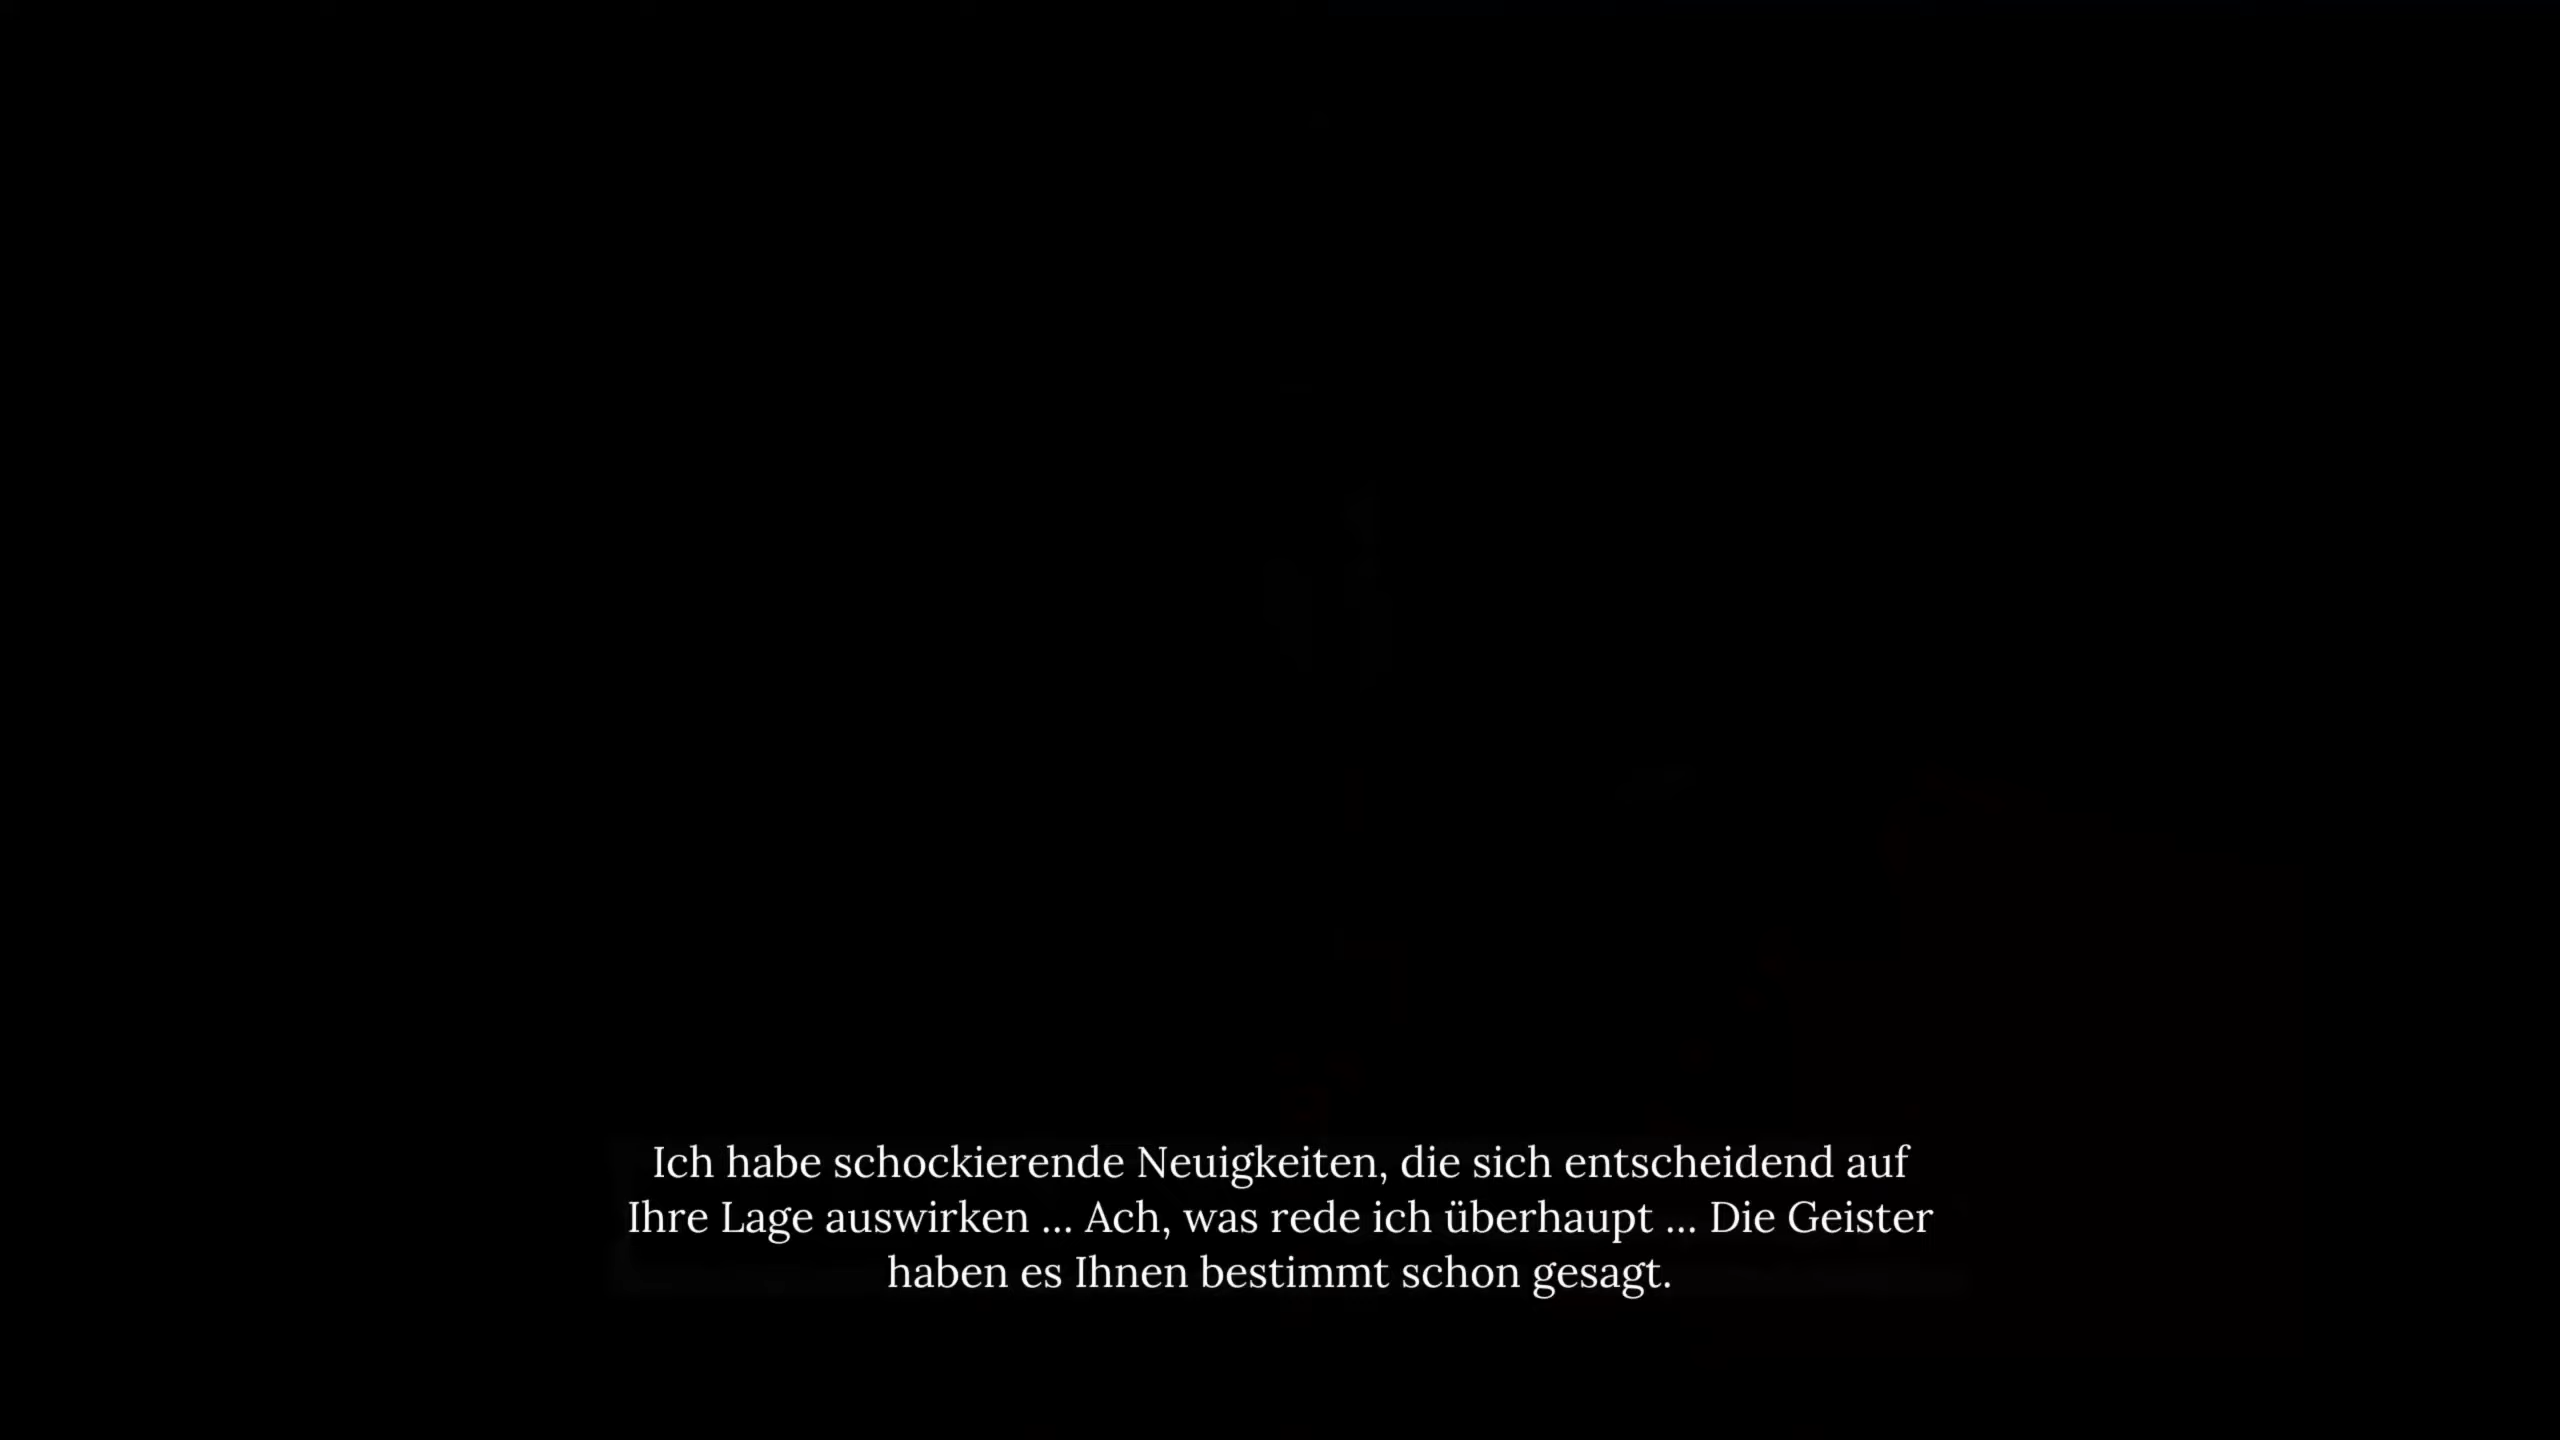 Ich habe schockierende Neuigkeiten, die sich entscheidend auf
Ihre Lage auswirken ... Ach, was rede ich überhaupt ... Die Geister
haben es Ihnen bestimmt schon gesagt.